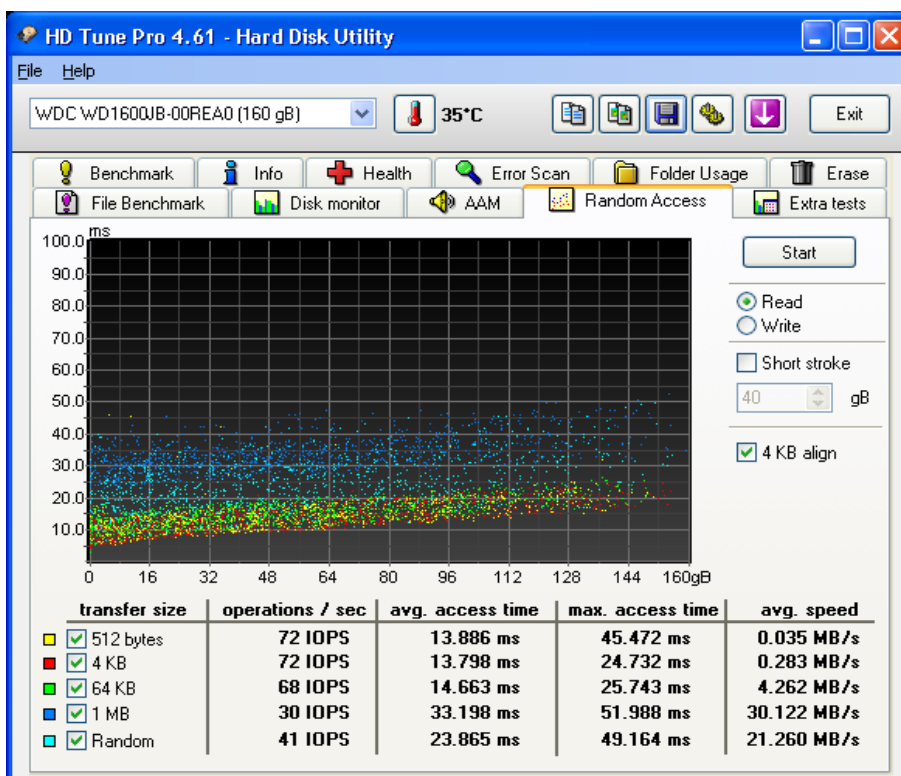 HD Tune Pro 4.61 - Hard Disk Utility
File Help
WDC WD1600JB-00REA0 (160 gB) 35°C Exit
Benchmark Info Health Error Scan Folder Usage Erase
File Benchmark Disk monitor AAM Random Access Extra tests
ms
100.0
90.0
80.0
70.0
60.0
50.0
40.0
30.0
20.0
10.0
0 16 32 48 64 80 96 112 128 144 160gB
Start
Read
Write
Short stroke
40 gB
4 KB align
transfer size operations / sec avg. access time max. access time avg. speed
512 bytes 72 IOPS 13.886 ms 45.472 ms 0.035 MB/s
4 KB 72 IOPS 13.798 ms 24.732 ms 0.283 MB/s
64 KB 68 IOPS 14.663 ms 25.743 ms 4.262 MB/s
1 MB 30 IOPS 33.198 ms 51.988 ms 30.122 MB/s
Random 41 IOPS 23.865 ms 49.164 ms 21.260 MB/s